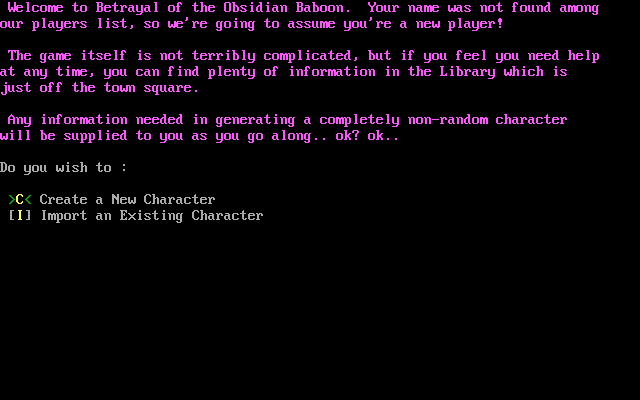 Welcome to Betrayal of the Obsidian Baboon.  Your name was not found among
our players list, so we're going to assume you're a new player!
The game itself is not terribly complicated, but if you feel you need help
at any time, you can find plenty of information in the Library which is
just off the town square.
Any information needed in generating a completely non-random character
will be supplied to you as you go along.. ok? ok..
Do you wish to :
>C< Create a New Character
[I] Import an Existing Character